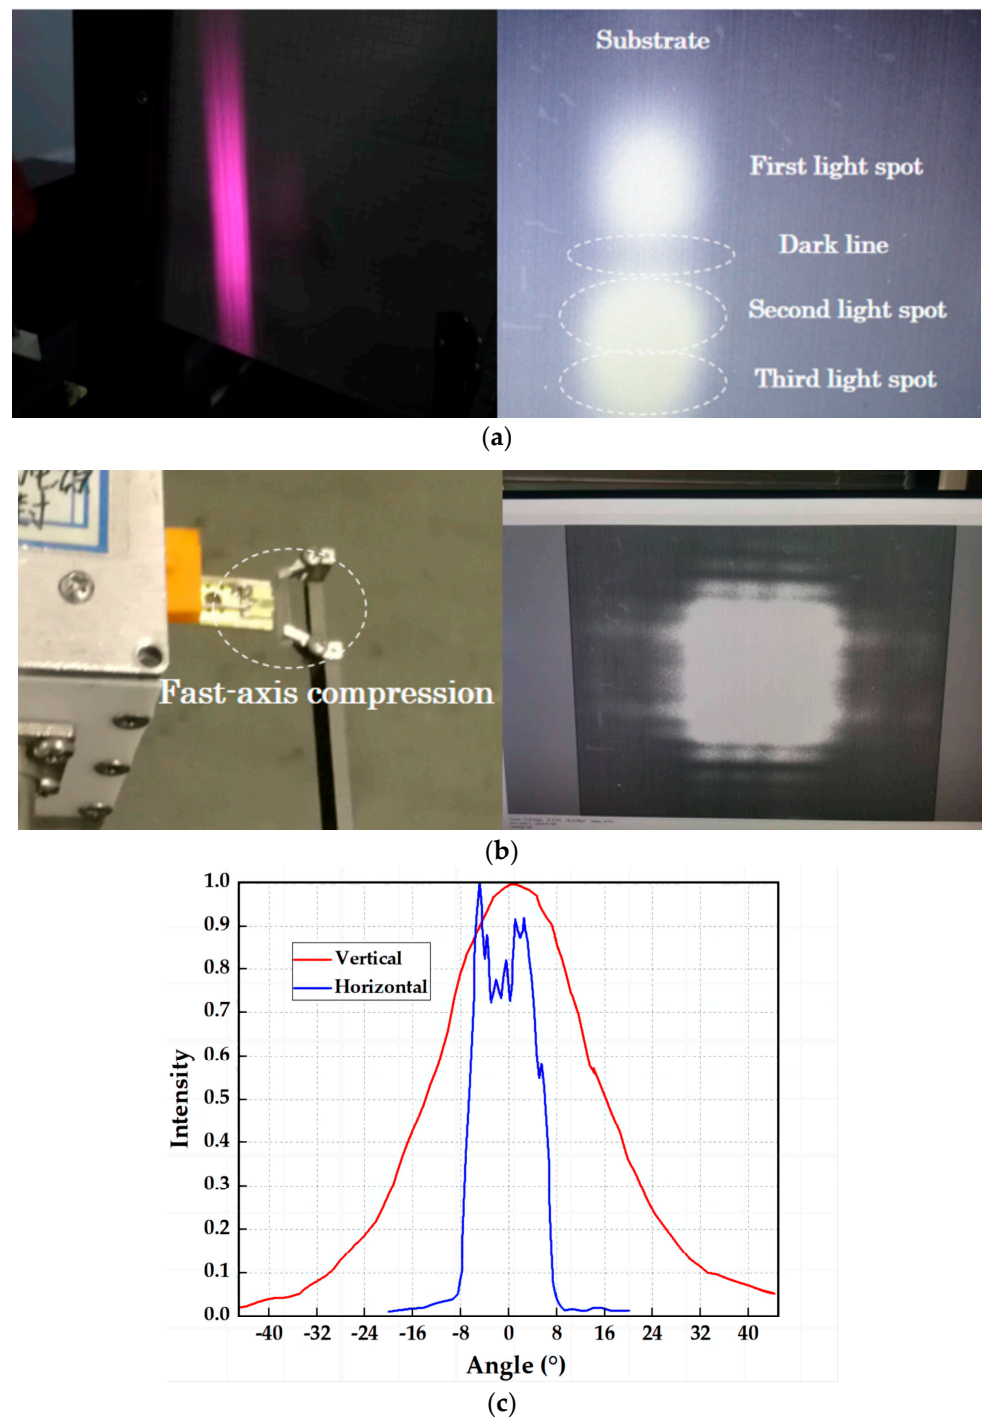 Substrate
First light spot
Dark line
Second light spot
Third light spot
(a)
Fast-axis compression
(b)
1.0
0.9
0.8
0.7
0.6
0.5
0.4
0.3
0.2
0.1
0.0
Intensity
Vertical
Horizontal
-40 -32 -24 -16 -8 0 8 16 24 32 40
Angle (°)
(c)